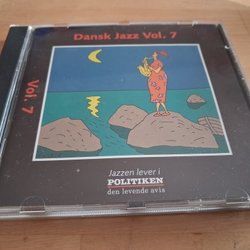 Dansk Jazz Vol. 7
Vol. 7
Jazzen lever i
POLITIKEN
den levende avis